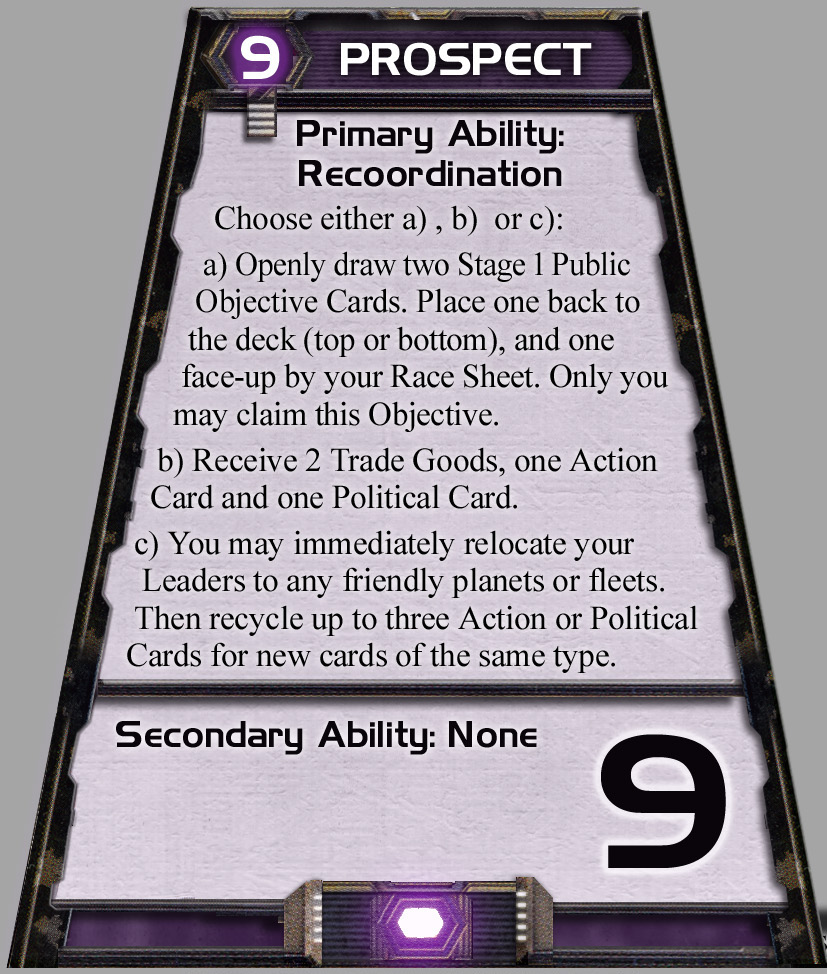 9 PROSPECT
Primary Ability:
Recoordination
Choose either a) , b) or c):
a) Openly draw two Stage 1 Public
Objective Cards. Place one back to
the deck (top or bottom), and one
face-up by your Race Sheet. Only you
may claim this Objective.
b) Receive 2 Trade Goods, one Action
Card and one Political Card.
c) You may immediately relocate your
Leaders to any friendly planets or fleets.
Then recycle up to three Action or Political
Cards for new cards of the same type.
Secondary Ability: None
9